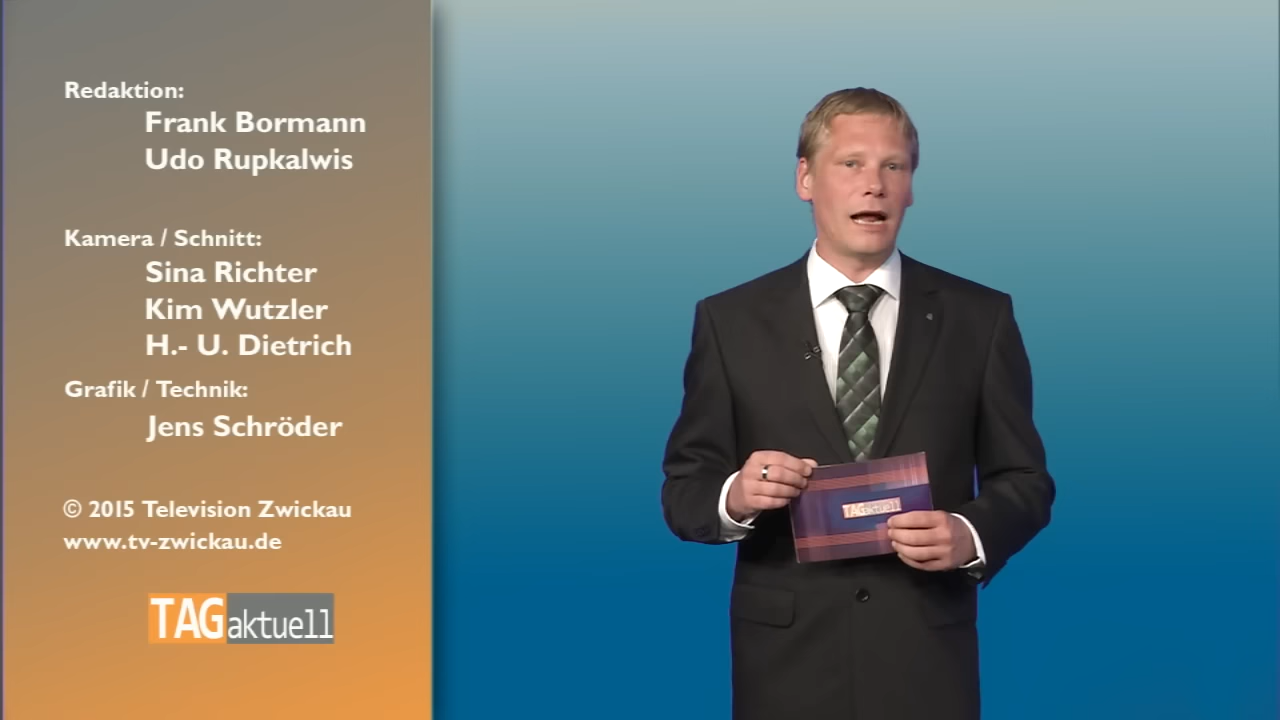 Redaktion:
Frank Bormann
Udo Rupkalwis
Kamera / Schnitt:
Sina Richter
Kim Wutzler
H.- U. Dietrich
Grafik / Technik:
Jens Schröder
© 2015 Television Zwickau
www.tv-zwickau.de
TAGaktuell
TAGaktuell